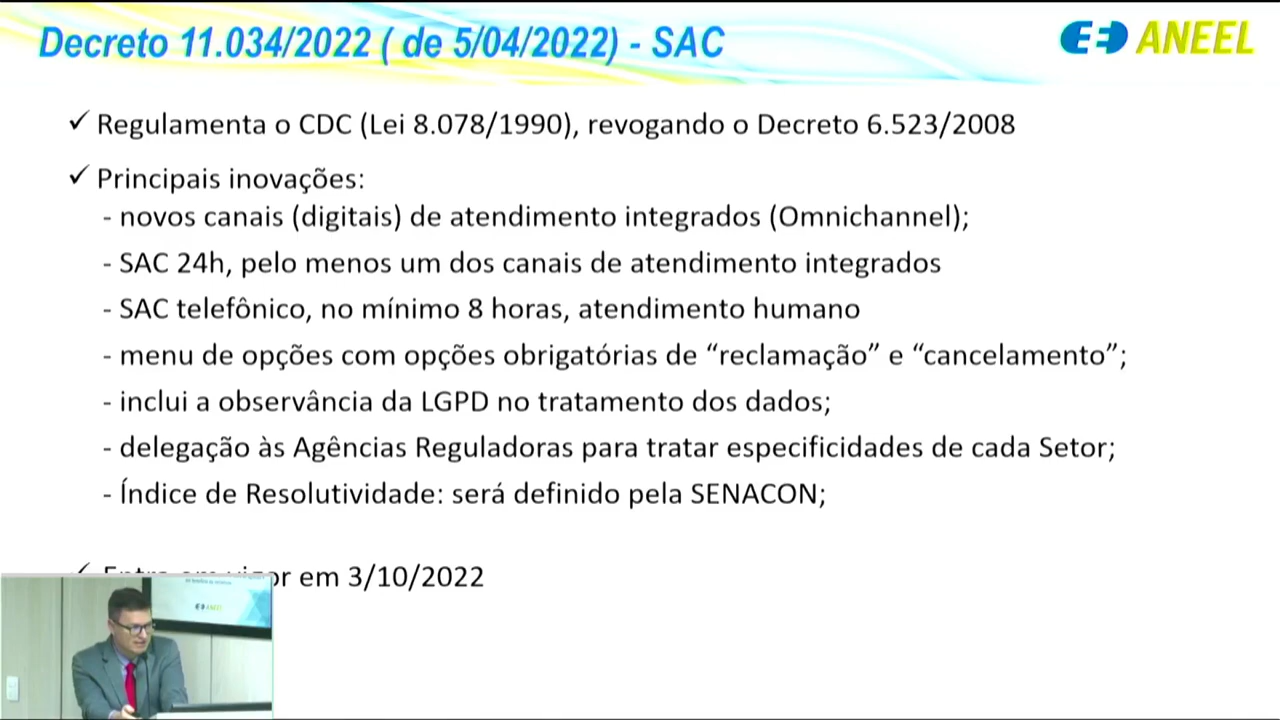 Decreto 11.034/2022 ( de 5/04/2022) - SAC
ANEEL
✓ Regulamenta o CDC (Lei 8.078/1990), revogando o Decreto 6.523/2008
✓ Principais inovações:
- novos canais (digitais) de atendimento integrados (Omnichannel);
- SAC 24h, pelo menos um dos canais de atendimento integrados
- SAC telefônico, no mínimo 8 horas, atendimento humano
- menu de opções com opções obrigatórias de “reclamação” e “cancelamento”;
- inclui a observância da LGPD no tratamento dos dados;
- delegação às Agências Reguladoras para tratar especificidades de cada Setor;
- Índice de Resolutividade: será definido pela SENACON;
✓ Entra em vigor em 3/10/2022
ANEEL